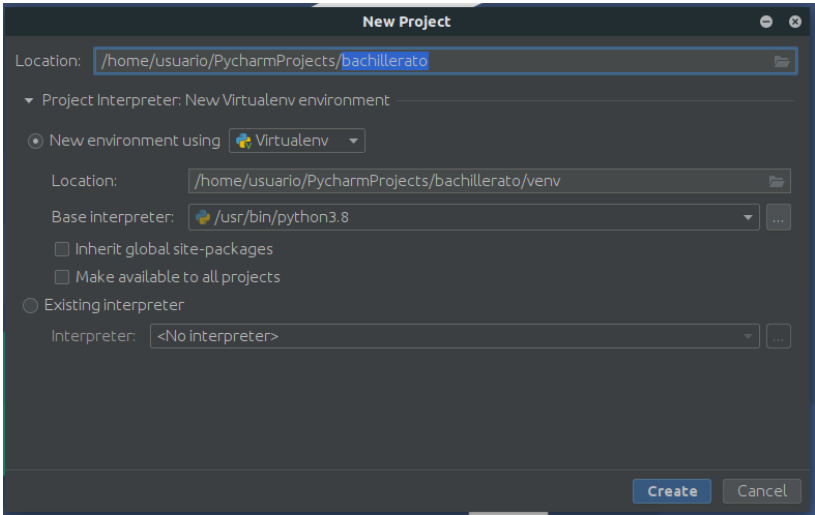 New Project
Location: /home/usuario/PycharmProjects/bachillerato
Project Interpreter: New Virtualenv environment
New environment using Virtualenv
Location: /home/usuario/PycharmProjects/bachillerato/venv
Base interpreter: /usr/bin/python3.8 ...
Inherit global site-packages
Make available to all projects
Existing interpreter
Interpreter: <No interpreter> ...
Create Cancel